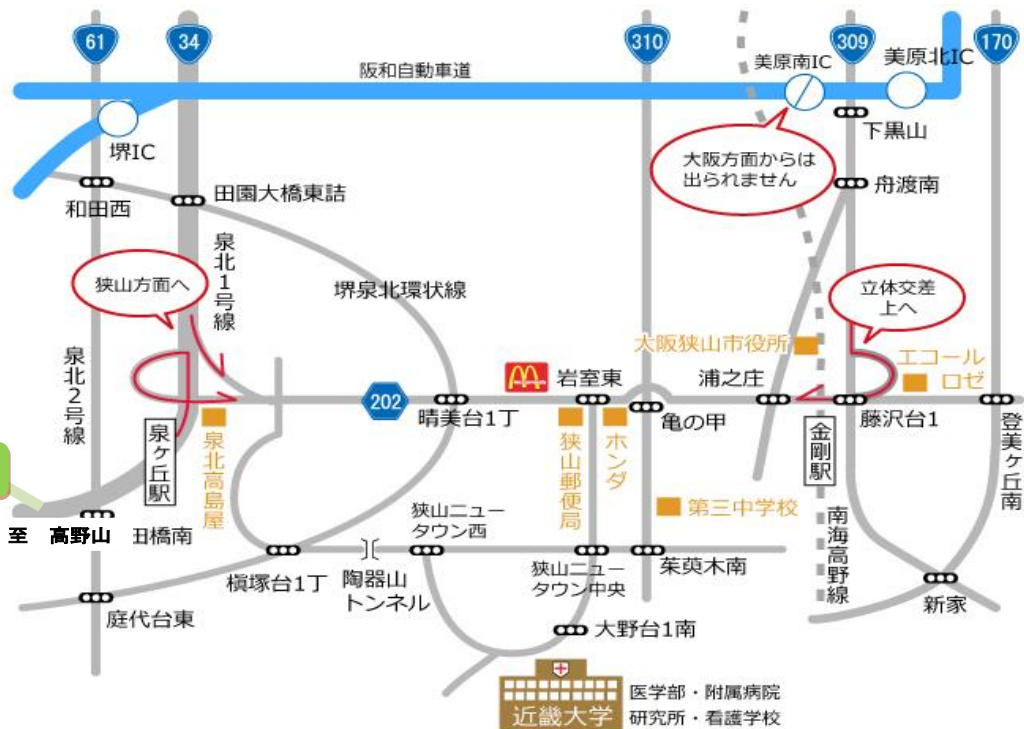 61
34
310
309
170
阪和自動車道
美原南IC
美原北IC
堺IC
下黒山
大阪方面からは
出られません
和田西
田園大橋東詰
舟渡南
泉北1号線
狭山方面へ
堺泉北環状線
立体交差
上へ
大阪狭山市役所
エコール
ロゼ
泉北2号線
岩室東
浦之庄
202
晴美台1丁
亀の甲
藤沢台1
泉ヶ丘駅
泉北高島屋
狭山郵便局
ホンダ
金剛駅
登美ヶ丘南
第三中学校
狭山ニュー
タウン西
至 高野山
田橋南
南海高野線
槇塚台1丁
陶器山
トンネル
狭山ニュー
タウン中央
茱萸木南
新家
庭代台東
大野台1南
近畿大学
医学部・附属病院
研究所・看護学校